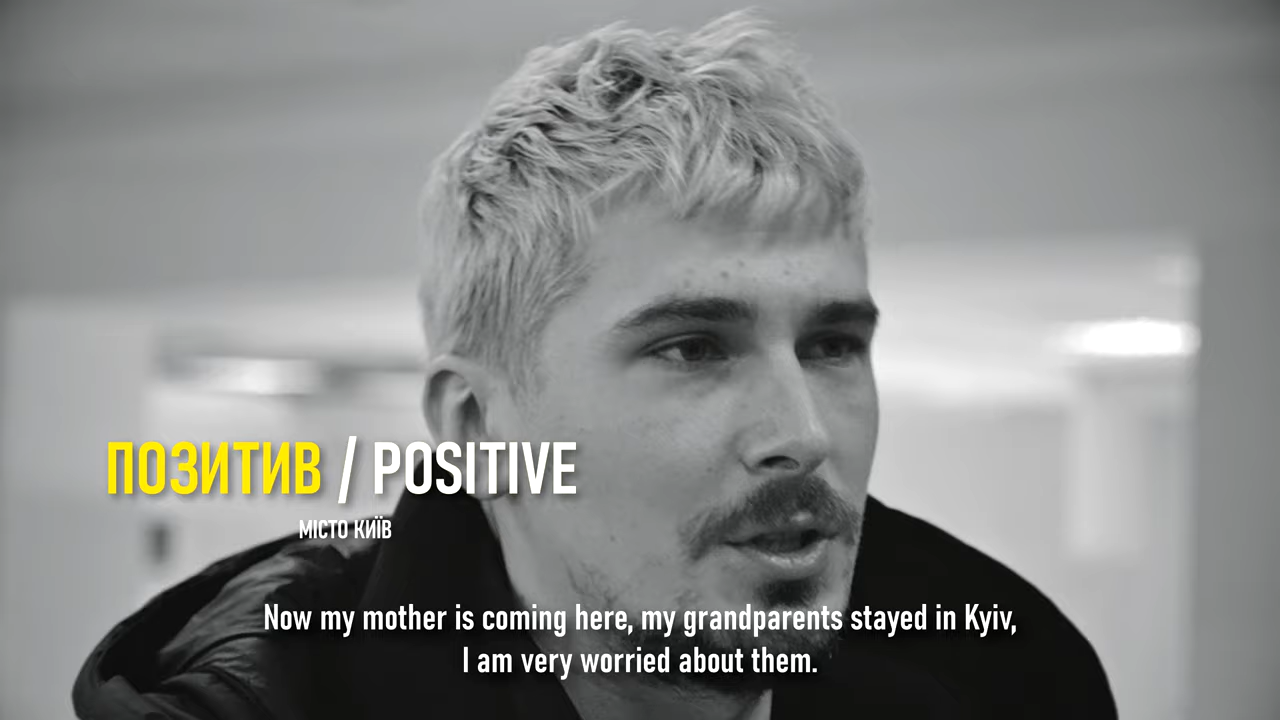 ПОЗИТИВ / POSITIVE
МІСТО КИЇВ
Now my mother is coming here, my grandparents stayed in Kyiv,
I am very worried about them.